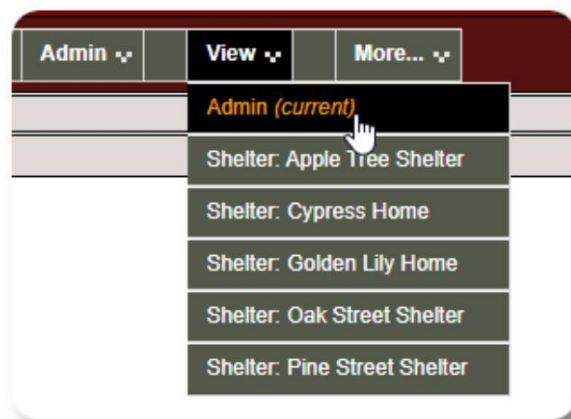 Admin View More...
Admin (current)
Shelter: Apple Tree Shelter
Shelter: Cypress Home
Shelter: Golden Lily Home
Shelter: Oak Street Shelter
Shelter: Pine Street Shelter